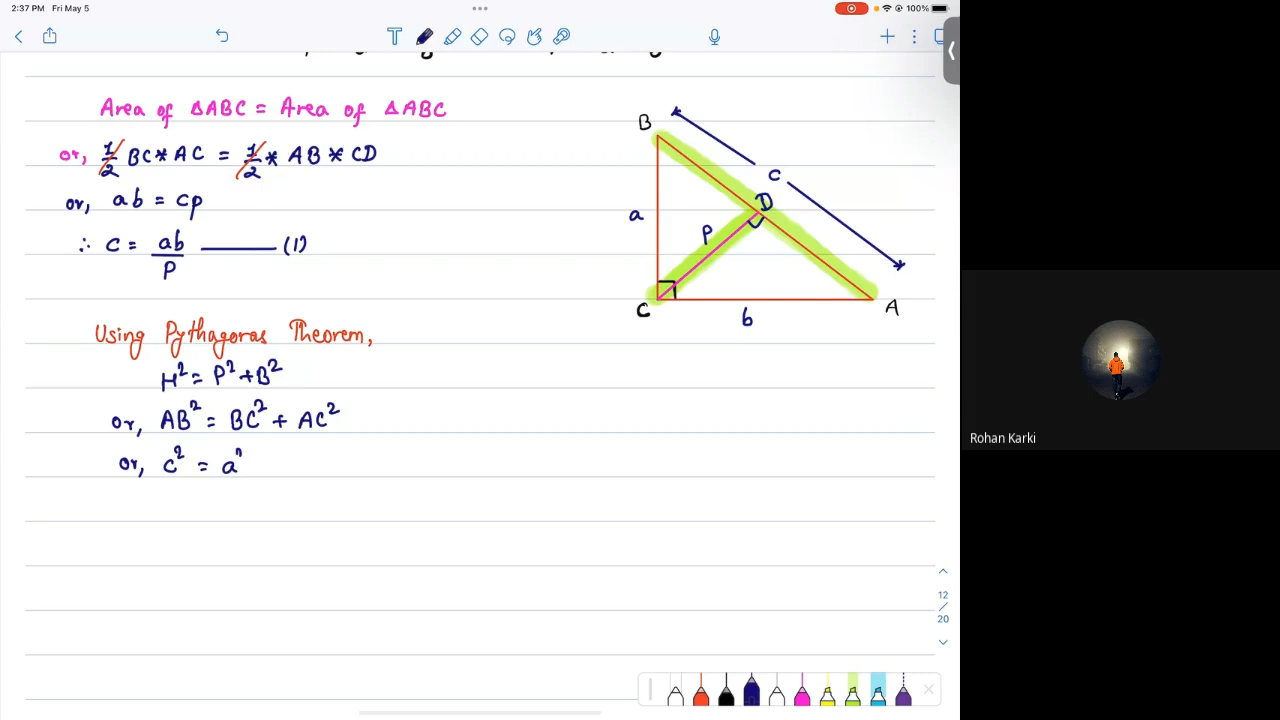 2:37 PM Fri May 5
100%
Area of ΔABC = Area of ΔABC
or, 1/2 BC * AC = 1/2 * AB * CD
or, ab = cp
∴ c = ab/p ——— (1)
Using Pythagoras Theorem,
H² = P² + B²
or, AB² = BC² + AC²
or, c² = a
B
c
D
a
p
C
A
b
Rohan Karki
12
/
20